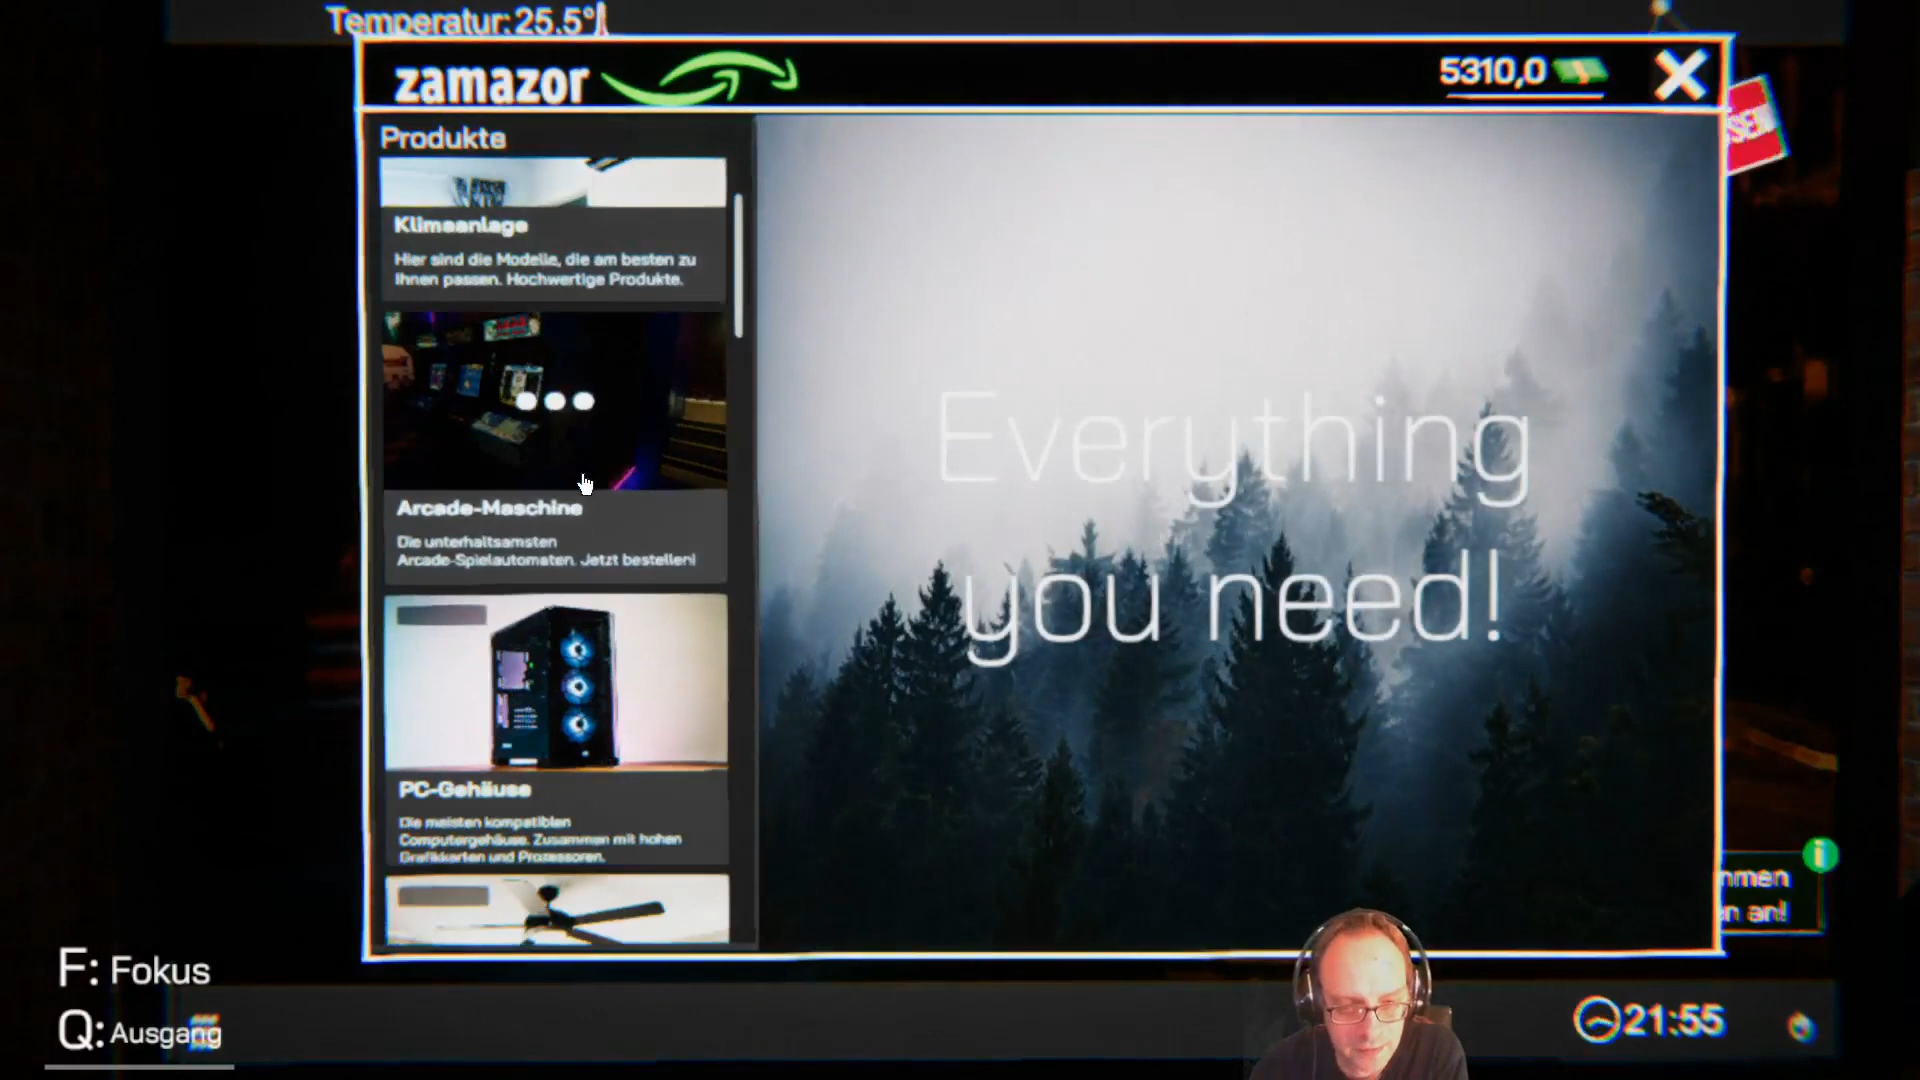 Temperatur:25.5°
zamazor
5310,0
Produkte
Klimaanlage
Hier sind die Modelle, die am besten zu
Ihnen passen. Hochwertige Produkte.
Arcade-Maschine
Die unterhaltsamsten
Arcade-Spielautomaten. Jetzt bestellen!
PC-Gehäuse
Die meisten kompatiblen
Computergehäuse. Zusammen mit hohen
Grafikkarten und Prozessoren.
Everything
you need!
nmen
n an!
F: Fokus
Q: Ausgang
21:55